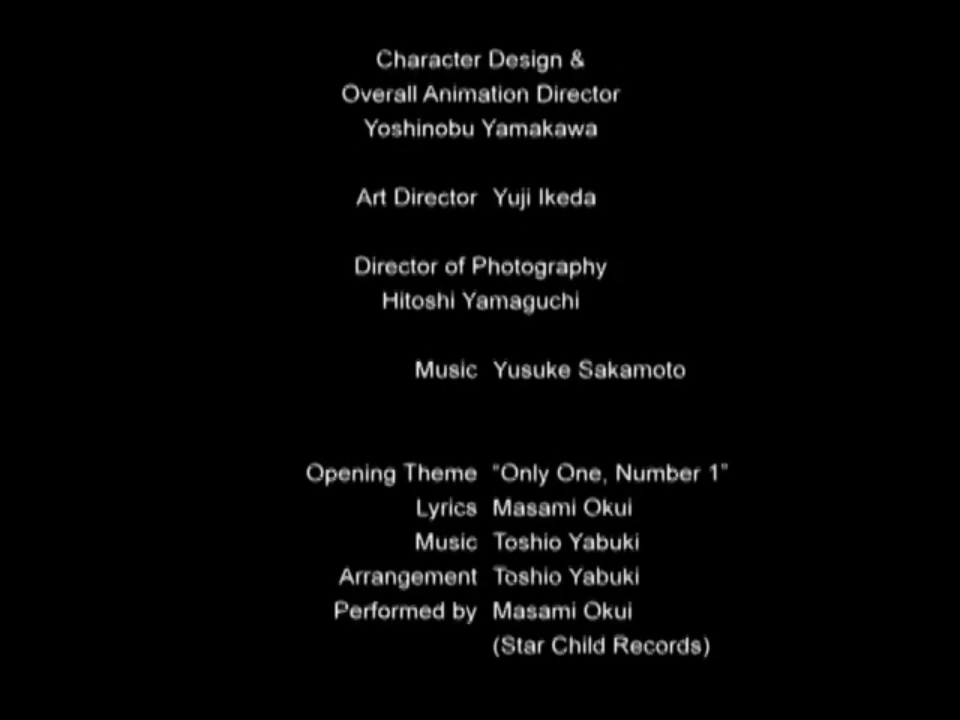 Character Design &
Overall Animation Director
Yoshinobu Yamakawa
Art Director Yuji Ikeda
Director of Photography
Hitoshi Yamaguchi
Music Yusuke Sakamoto
Opening Theme “Only One, Number 1”
Lyrics Masami Okui
Music Toshio Yabuki
Arrangement Toshio Yabuki
Performed by Masami Okui
(Star Child Records)